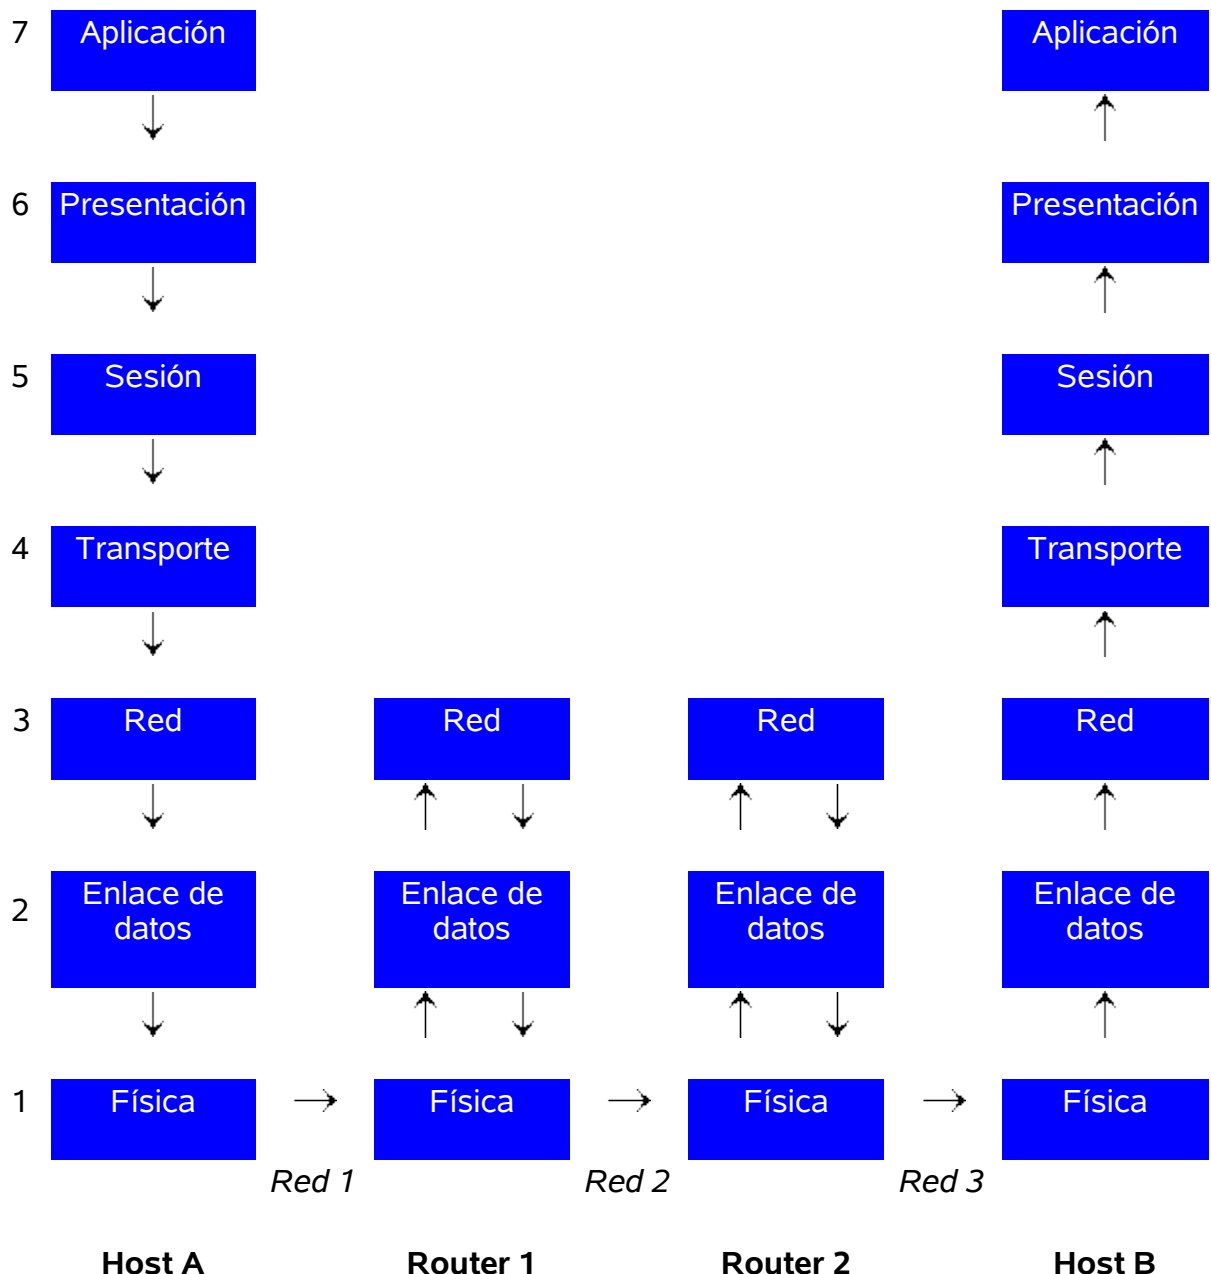 7 Aplicación Aplicación
6 Presentación Presentación
5 Sesión Sesión
4 Transporte Transporte
3 Red Red Red Red
2 Enlace de Enlace de Enlace de Enlace de
datos datos datos datos
1 Física Física Física Física
Red 1 Red 2 Red 3
Host A Router 1 Router 2 Host B